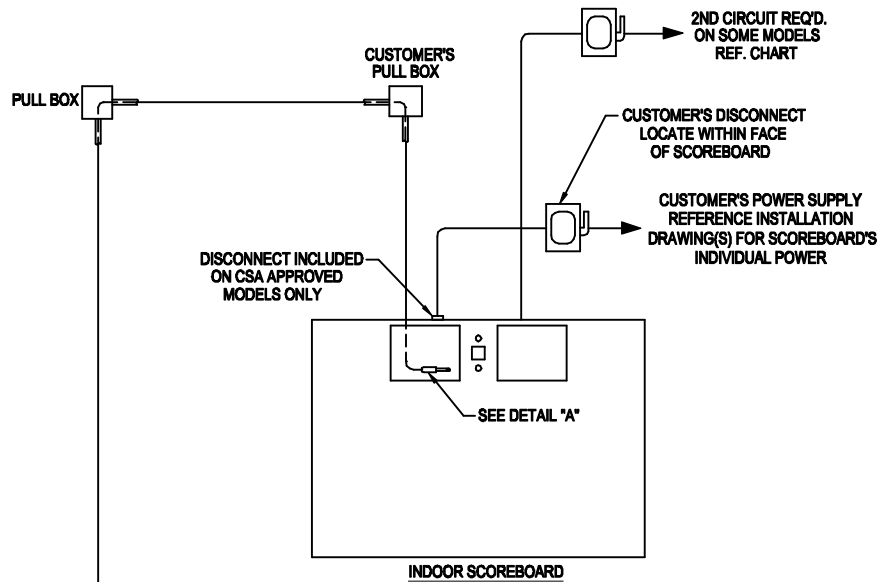 2ND CIRCUIT REQ'D.
ON SOME MODELS
REF. CHART
CUSTOMER'S
PULL BOX
PULL BOX
CUSTOMER'S DISCONNECT
LOCATE WITHIN FACE
OF SCOREBOARD
CUSTOMER'S POWER SUPPLY
REFERENCE INSTALLATION
DRAWING(S) FOR SCOREBOARD'S
INDIVIDUAL POWER
DISCONNECT INCLUDED
ON CSA APPROVED
MODELS ONLY
SEE DETAIL "A"
INDOOR SCOREBOARD